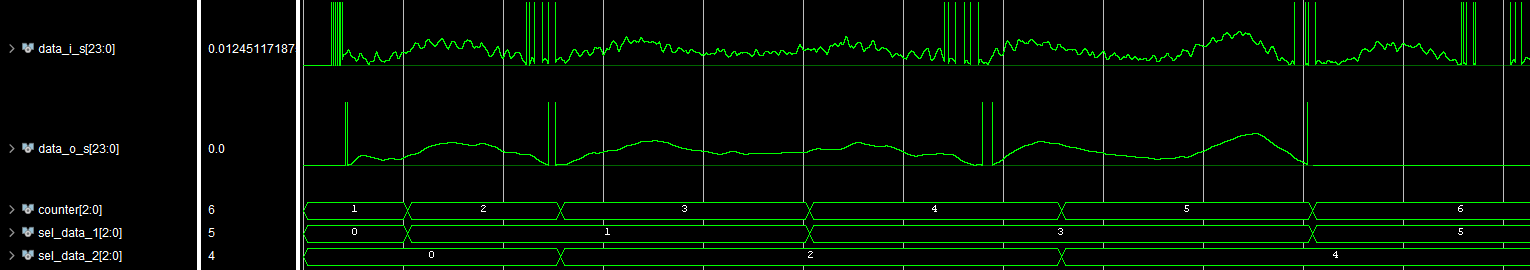 data_i_s[23:0] 0.01245117187
data_o_s[23:0] 0.0
counter[2:0] 6 1 2 3 4 5 6
sel_data_1[2:0] 5 0 1 3 5
sel_data_2[2:0] 4 0 2 4